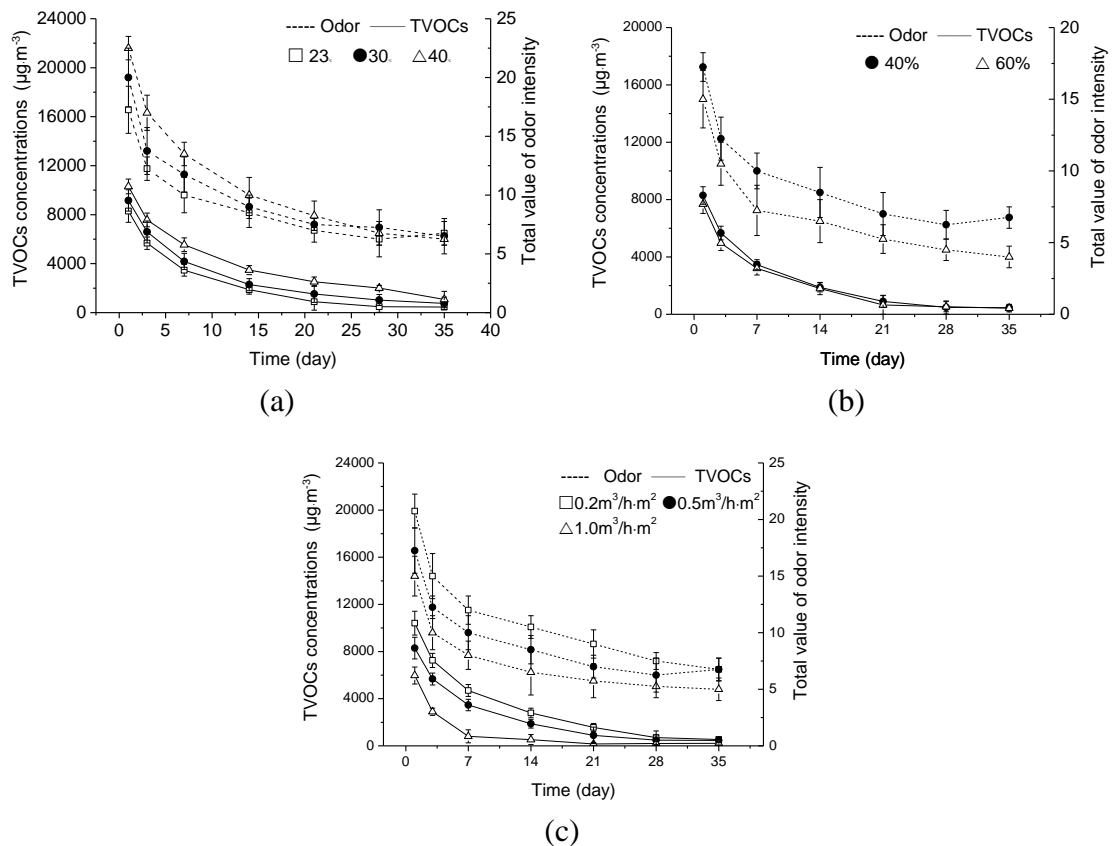 (a)
Odor TVOCs
23 30 40
TVOCs concentrations (μg·m⁻³)
24000
20000
16000
12000
8000
4000
0
25
20
15
10
5
0
Total value of odor intensity
0 5 10 15 20 25 30 35 40
Time (day)
(a)
Odor TVOCs
40% 60%
TVOCs concentrations (μg·m⁻³)
20000
16000
12000
8000
4000
0
20
15
10
5
0
Total value of odor intensity
0 7 14 21 28 35
Time (day)
(b)
Odor TVOCs
0.2m³/h·m² 0.5m³/h·m²
1.0m³/h·m²
TVOCs concentrations (μg·m⁻³)
24000
20000
16000
12000
8000
4000
0
25
20
15
10
5
0
Total value of odor intensity
0 7 14 21 28 35
Time (day)
(c)